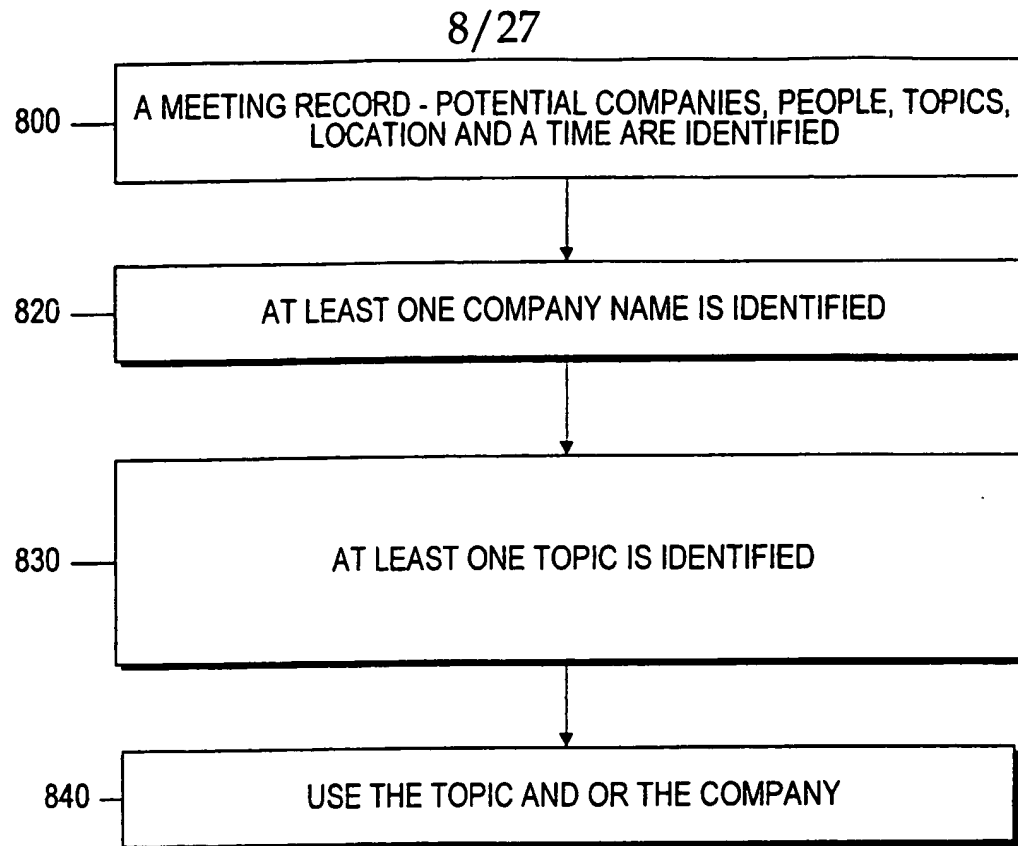 8/27
800
A MEETING RECORD - POTENTIAL COMPANIES, PEOPLE, TOPICS,
LOCATION AND A TIME ARE IDENTIFIED
820
AT LEAST ONE COMPANY NAME IS IDENTIFIED
830
AT LEAST ONE TOPIC IS IDENTIFIED
840
USE THE TOPIC AND OR THE COMPANY